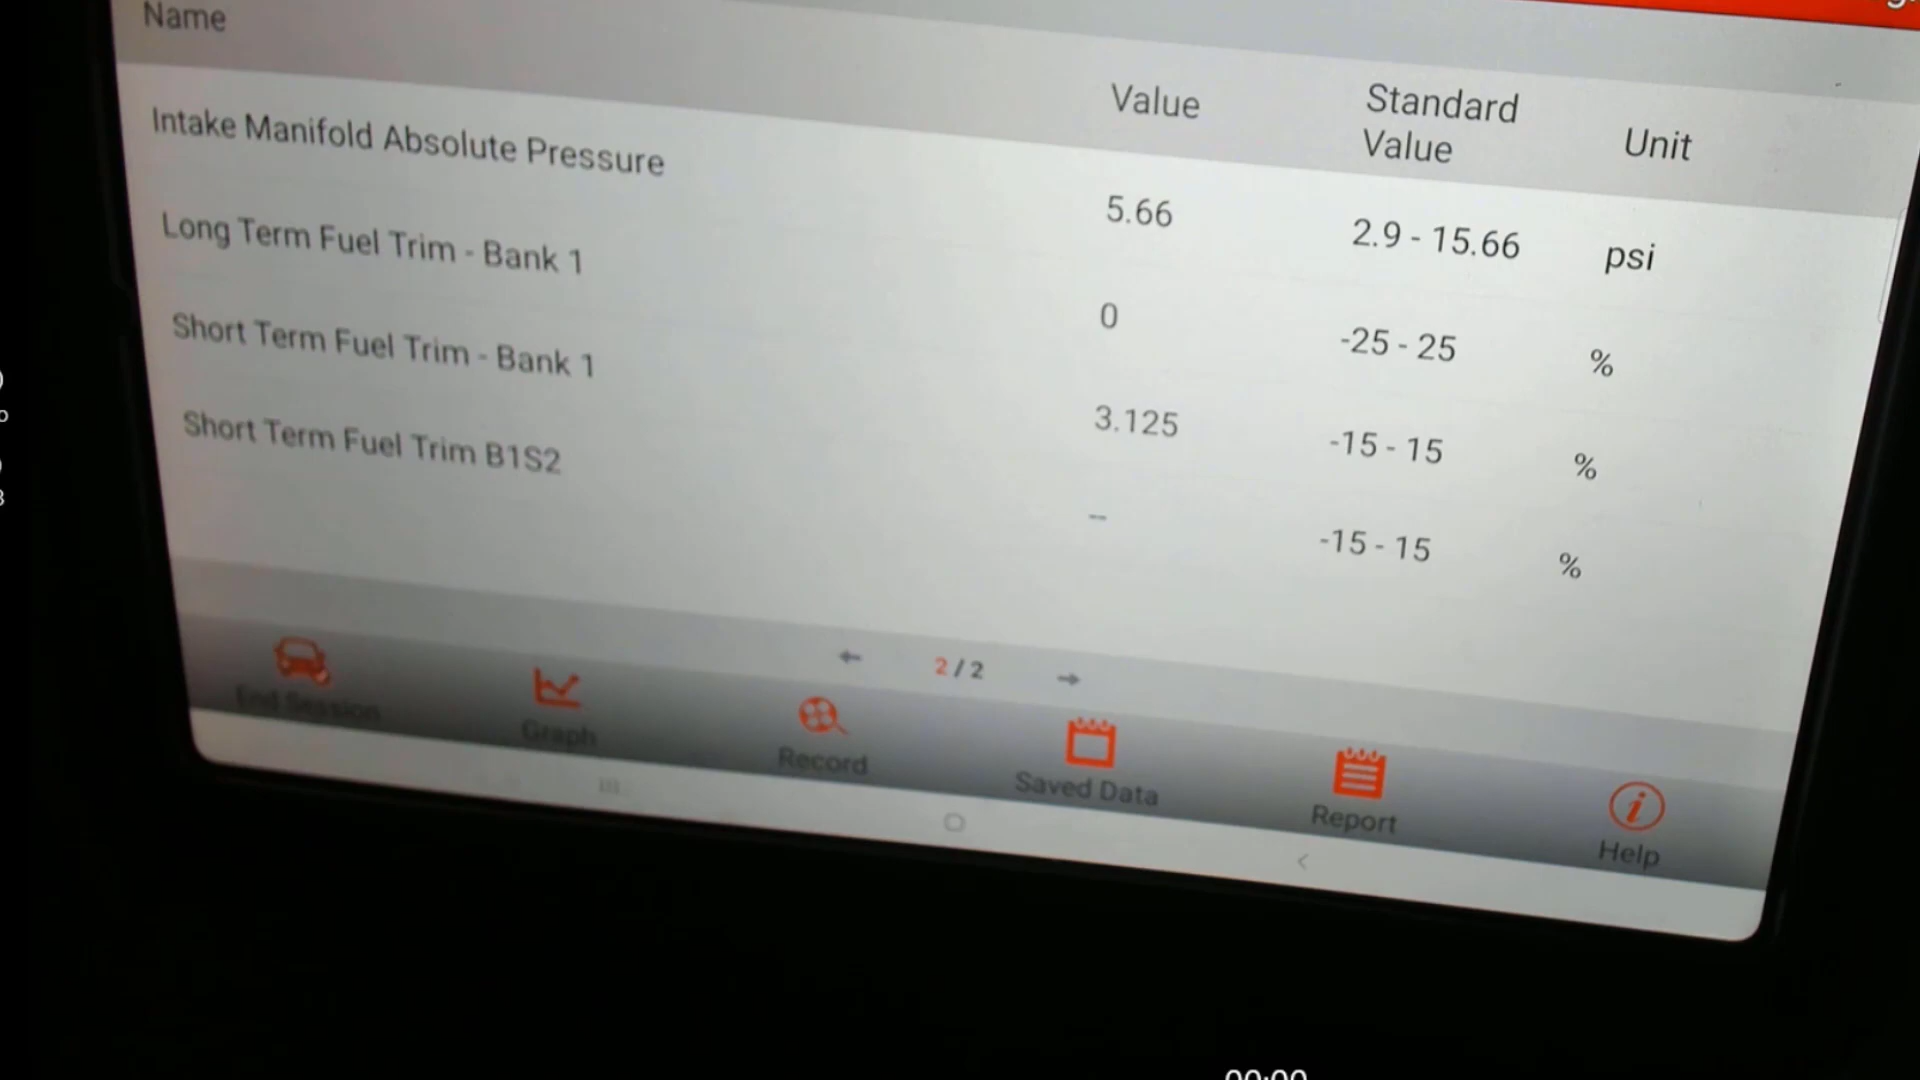 Name Value Standard Value Unit
Intake Manifold Absolute Pressure 5.66 2.9 - 15.66 psi
Long Term Fuel Trim - Bank 1 0 -25 - 25 %
Short Term Fuel Trim - Bank 1 3.125 -15 - 15 %
Short Term Fuel Trim B1S2 -- -15 - 15 %
2 / 2
End Session Graph Record Saved Data Report Help
00:00